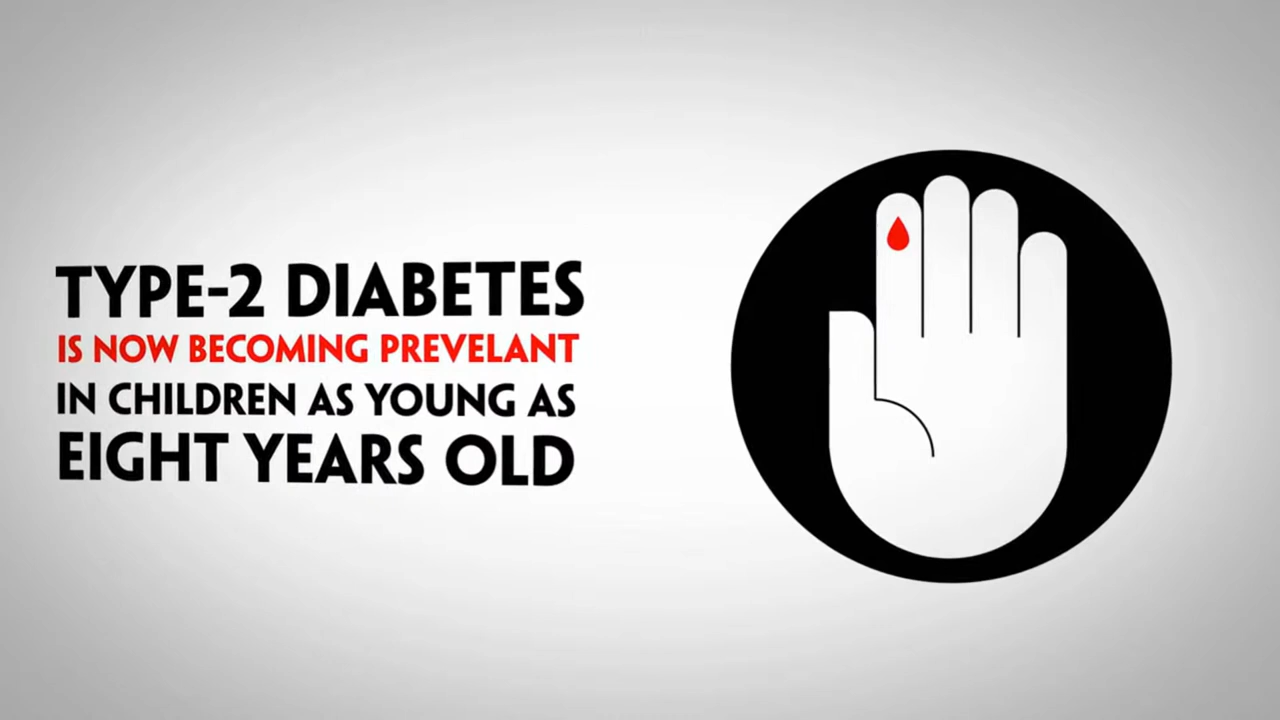 TYPE-2 DIABETES
IS NOW BECOMING PREVELANT
IN CHILDREN AS YOUNG AS
EIGHT YEARS OLD